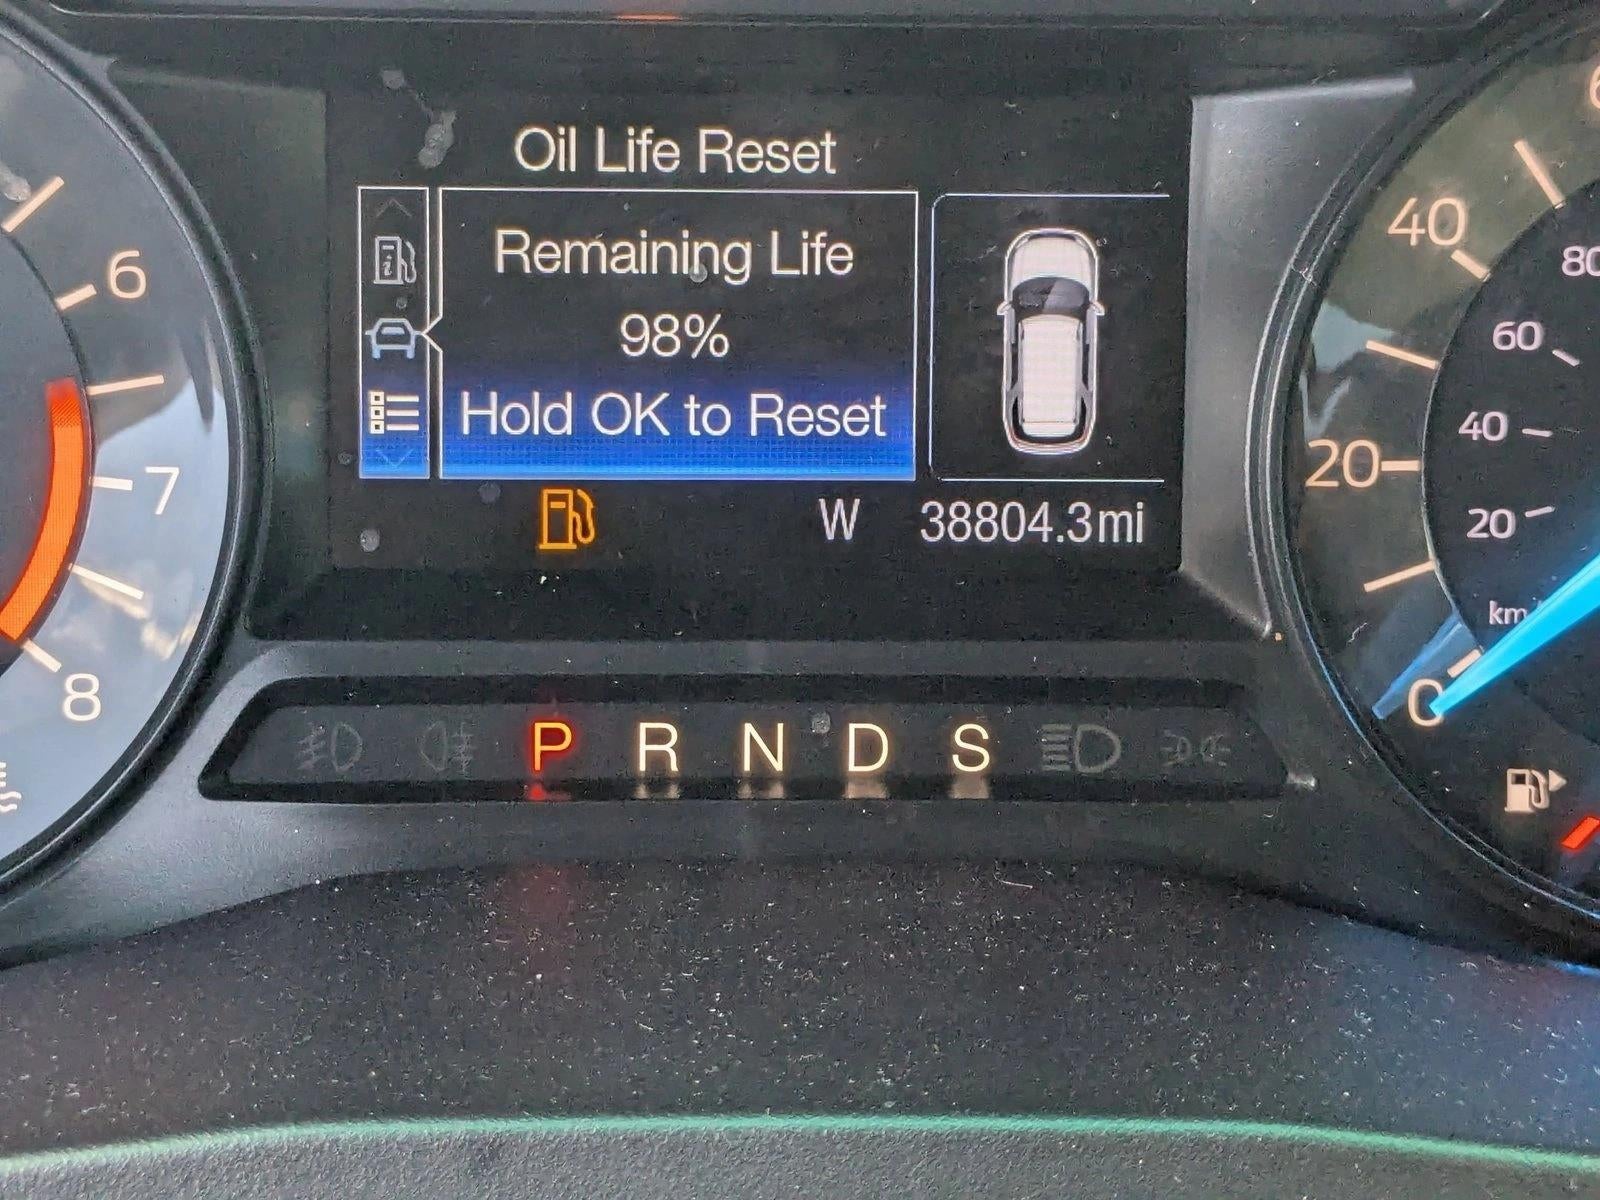 Oil Life Reset
Remaining Life
98%
Hold OK to Reset
W 38804.3mi
P R N D S
6
7
8
40
20
0
80
60
40
20
km